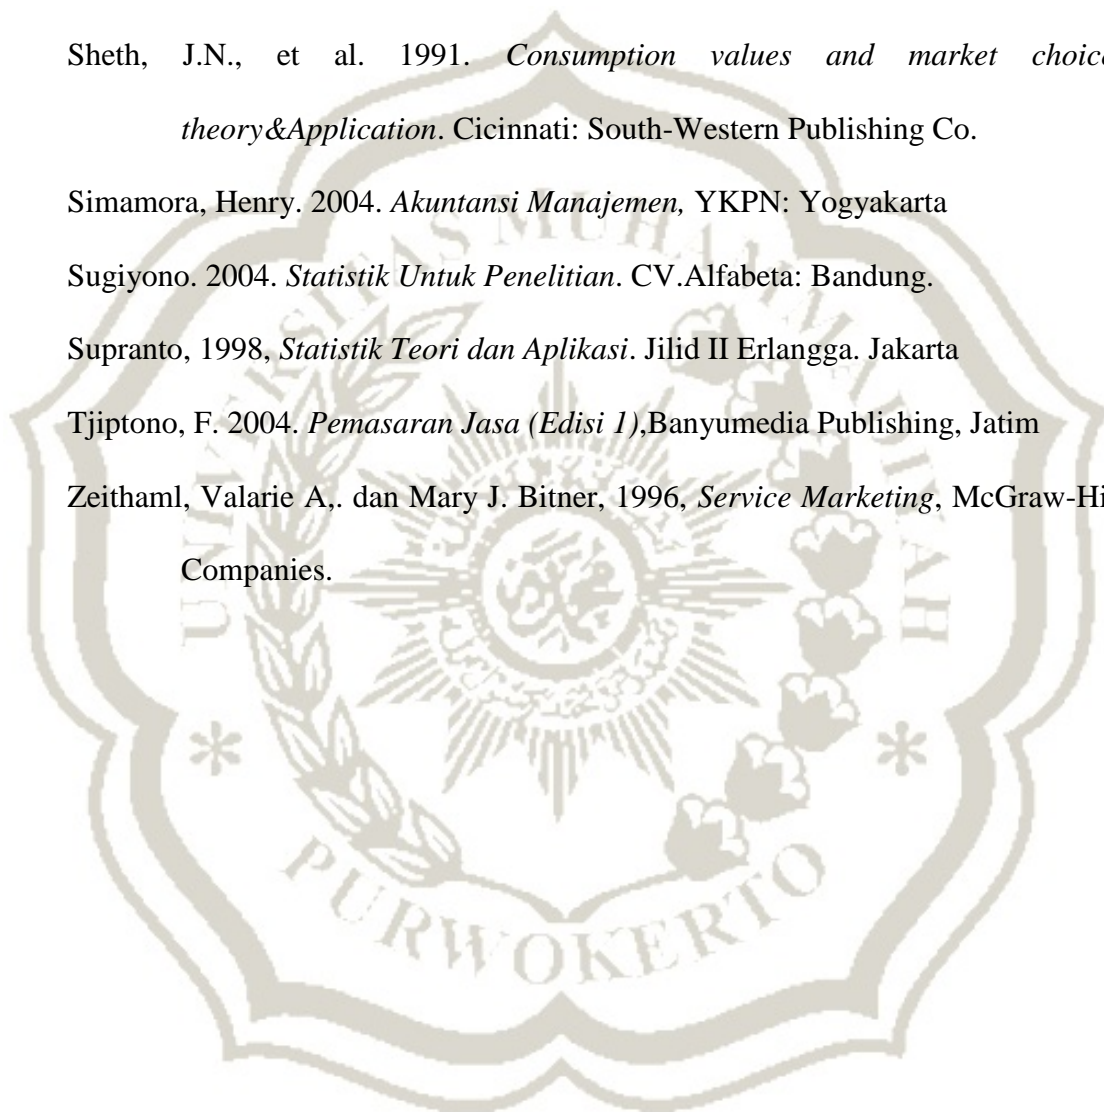 Sheth, J.N., et al. 1991. Consumption values and market choice
theory&Application. Cicinnati: South-Western Publishing Co.
Simamora, Henry. 2004. Akuntansi Manajemen, YKPN: Yogyakarta
Sugiyono. 2004. Statistik Untuk Penelitian. CV.Alfabeta: Bandung.
Supranto, 1998, Statistik Teori dan Aplikasi. Jilid II Erlangga. Jakarta
Tjiptono, F. 2004. Pemasaran Jasa (Edisi 1),Banyumedia Publishing, Jatim
Zeithaml, Valarie A,. dan Mary J. Bitner, 1996, Service Marketing, McGraw-Hi
Companies.
UNIVERSITAS MUHAMMADIYAH
PURWOKERTO